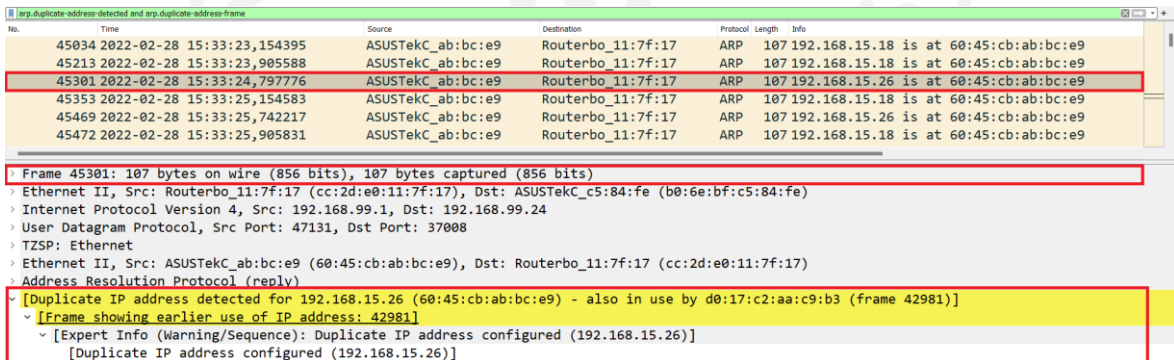 arp.duplicate-address-detected and arp.duplicate-address-frame
No. Time Source Destination Protocol Length Info
45034 2022-02-28 15:33:23,154395 ASUSTekC_ab:bc:e9 Routerbo_11:7f:17 ARP 107 192.168.15.18 is at 60:45:cb:ab:bc:e9
45213 2022-02-28 15:33:23,905588 ASUSTekC_ab:bc:e9 Routerbo_11:7f:17 ARP 107 192.168.15.18 is at 60:45:cb:ab:bc:e9
45301 2022-02-28 15:33:24,797776 ASUSTekC_ab:bc:e9 Routerbo_11:7f:17 ARP 107 192.168.15.26 is at 60:45:cb:ab:bc:e9
45353 2022-02-28 15:33:25,154583 ASUSTekC_ab:bc:e9 Routerbo_11:7f:17 ARP 107 192.168.15.18 is at 60:45:cb:ab:bc:e9
45469 2022-02-28 15:33:25,742217 ASUSTekC_ab:bc:e9 Routerbo_11:7f:17 ARP 107 192.168.15.26 is at 60:45:cb:ab:bc:e9
45472 2022-02-28 15:33:25,905831 ASUSTekC_ab:bc:e9 Routerbo_11:7f:17 ARP 107 192.168.15.18 is at 60:45:cb:ab:bc:e9
Frame 45301: 107 bytes on wire (856 bits), 107 bytes captured (856 bits)
Ethernet II, Src: Routerbo_11:7f:17 (cc:2d:e0:11:7f:17), Dst: ASUSTekC_c5:84:fe (b0:6e:bf:c5:84:fe)
Internet Protocol Version 4, Src: 192.168.99.1, Dst: 192.168.99.24
User Datagram Protocol, Src Port: 47131, Dst Port: 37008
TZSP: Ethernet
Ethernet II, Src: ASUSTekC_ab:bc:e9 (60:45:cb:ab:bc:e9), Dst: Routerbo_11:7f:17 (cc:2d:e0:11:7f:17)
Address Resolution Protocol (reply)
[Duplicate IP address detected for 192.168.15.26 (60:45:cb:ab:bc:e9) - also in use by d0:17:c2:aa:c9:b3 (frame 42981)]
[Frame showing earlier use of IP address: 42981]
[Expert Info (Warning/Sequence): Duplicate IP address configured (192.168.15.26)]
[Duplicate IP address configured (192.168.15.26)]